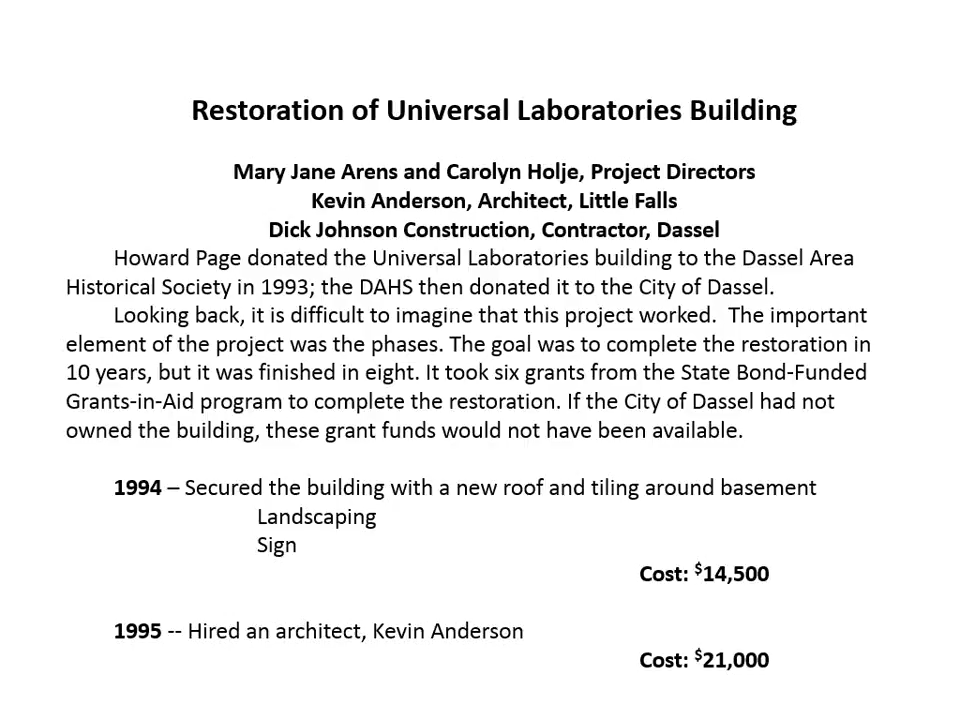 Restoration of Universal Laboratories Building
Mary Jane Arens and Carolyn Holje, Project Directors
Kevin Anderson, Architect, Little Falls
Dick Johnson Construction, Contractor, Dassel
Howard Page donated the Universal Laboratories building to the Dassel Area
Historical Society in 1993; the DAHS then donated it to the City of Dassel.
Looking back, it is difficult to imagine that this project worked.  The important
element of the project was the phases. The goal was to complete the restoration in
10 years, but it was finished in eight. It took six grants from the State Bond-Funded
Grants-in-Aid program to complete the restoration. If the City of Dassel had not
owned the building, these grant funds would not have been available.
1994 – Secured the building with a new roof and tiling around basement
Landscaping
Sign
Cost: $14,500
1995 -- Hired an architect, Kevin Anderson
Cost: $21,000